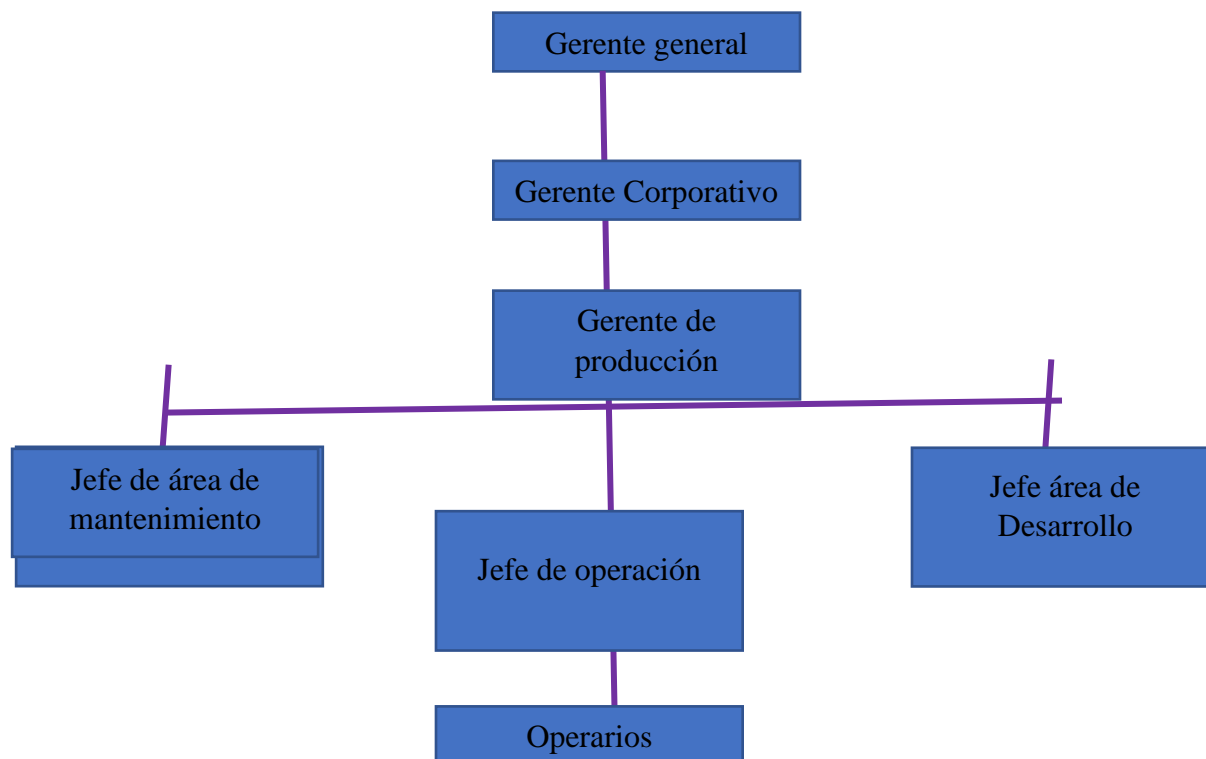 Gerente general
Gerente Corporativo
Gerente de
producción
Jefe de área de
mantenimiento
Jefe de operación
Jefe área de
Desarrollo
Operarios